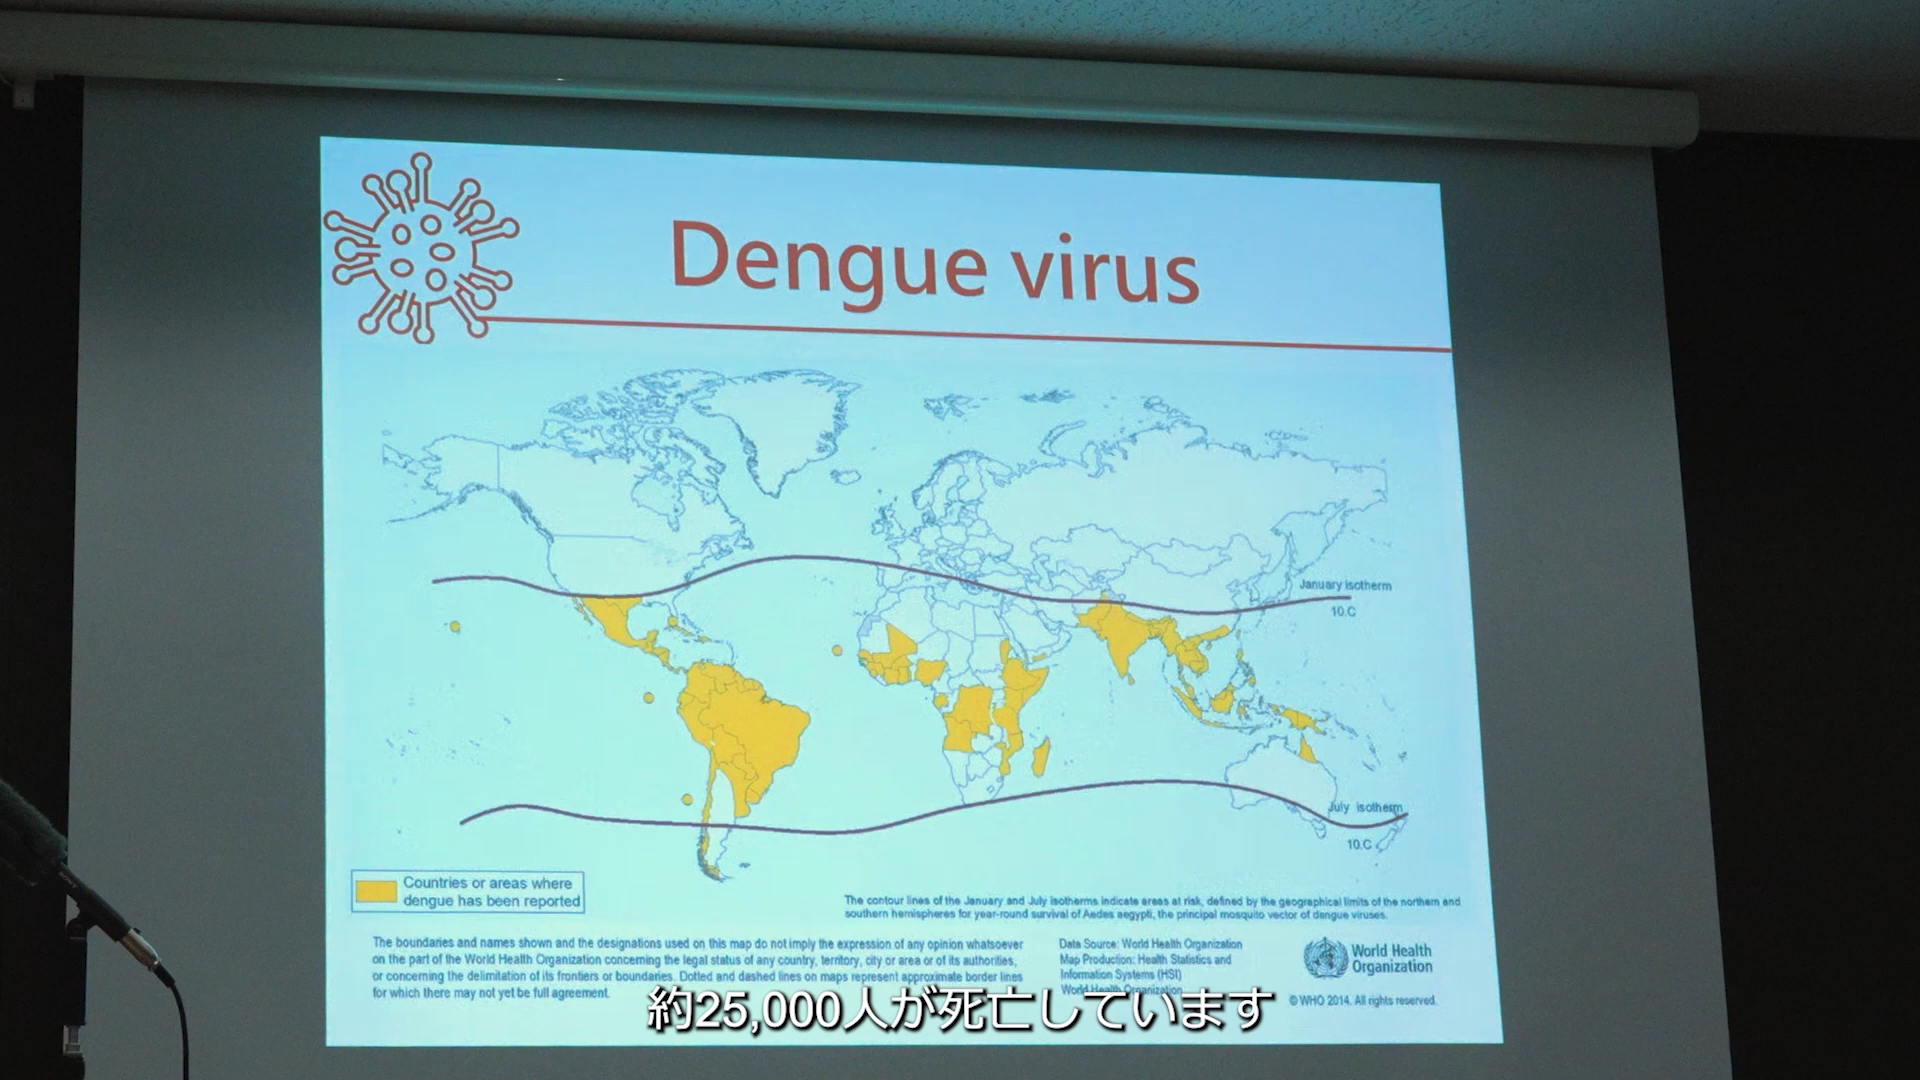 Dengue virus
January isotherm
10.C
July isotherm
10.C
Countries or areas where
dengue has been reported
The contour lines of the January and July isotherms indicate areas at risk, defined by the geographical limits of the northern and
southern hemispheres for year-round survival of Aedes aegypti, the principal mosquito vector of dengue viruses.
The boundaries and names shown and the designations used on this map do not imply the expression of any opinion whatsoever
on the part of the World Health Organization concerning the legal status of any country, territory, city or area or of its authorities,
or concerning the delimitation of its frontiers or boundaries. Dotted and dashed lines on maps represent approximate border lines
for which there may not yet be full agreement.
Data Source: World Health Organization
Map Production: Health Statistics and
Information Systems (HSI)
World Health Organization
World Health
Organization
© WHO 2014. All rights reserved.
約25,000人が死亡しています
SONY